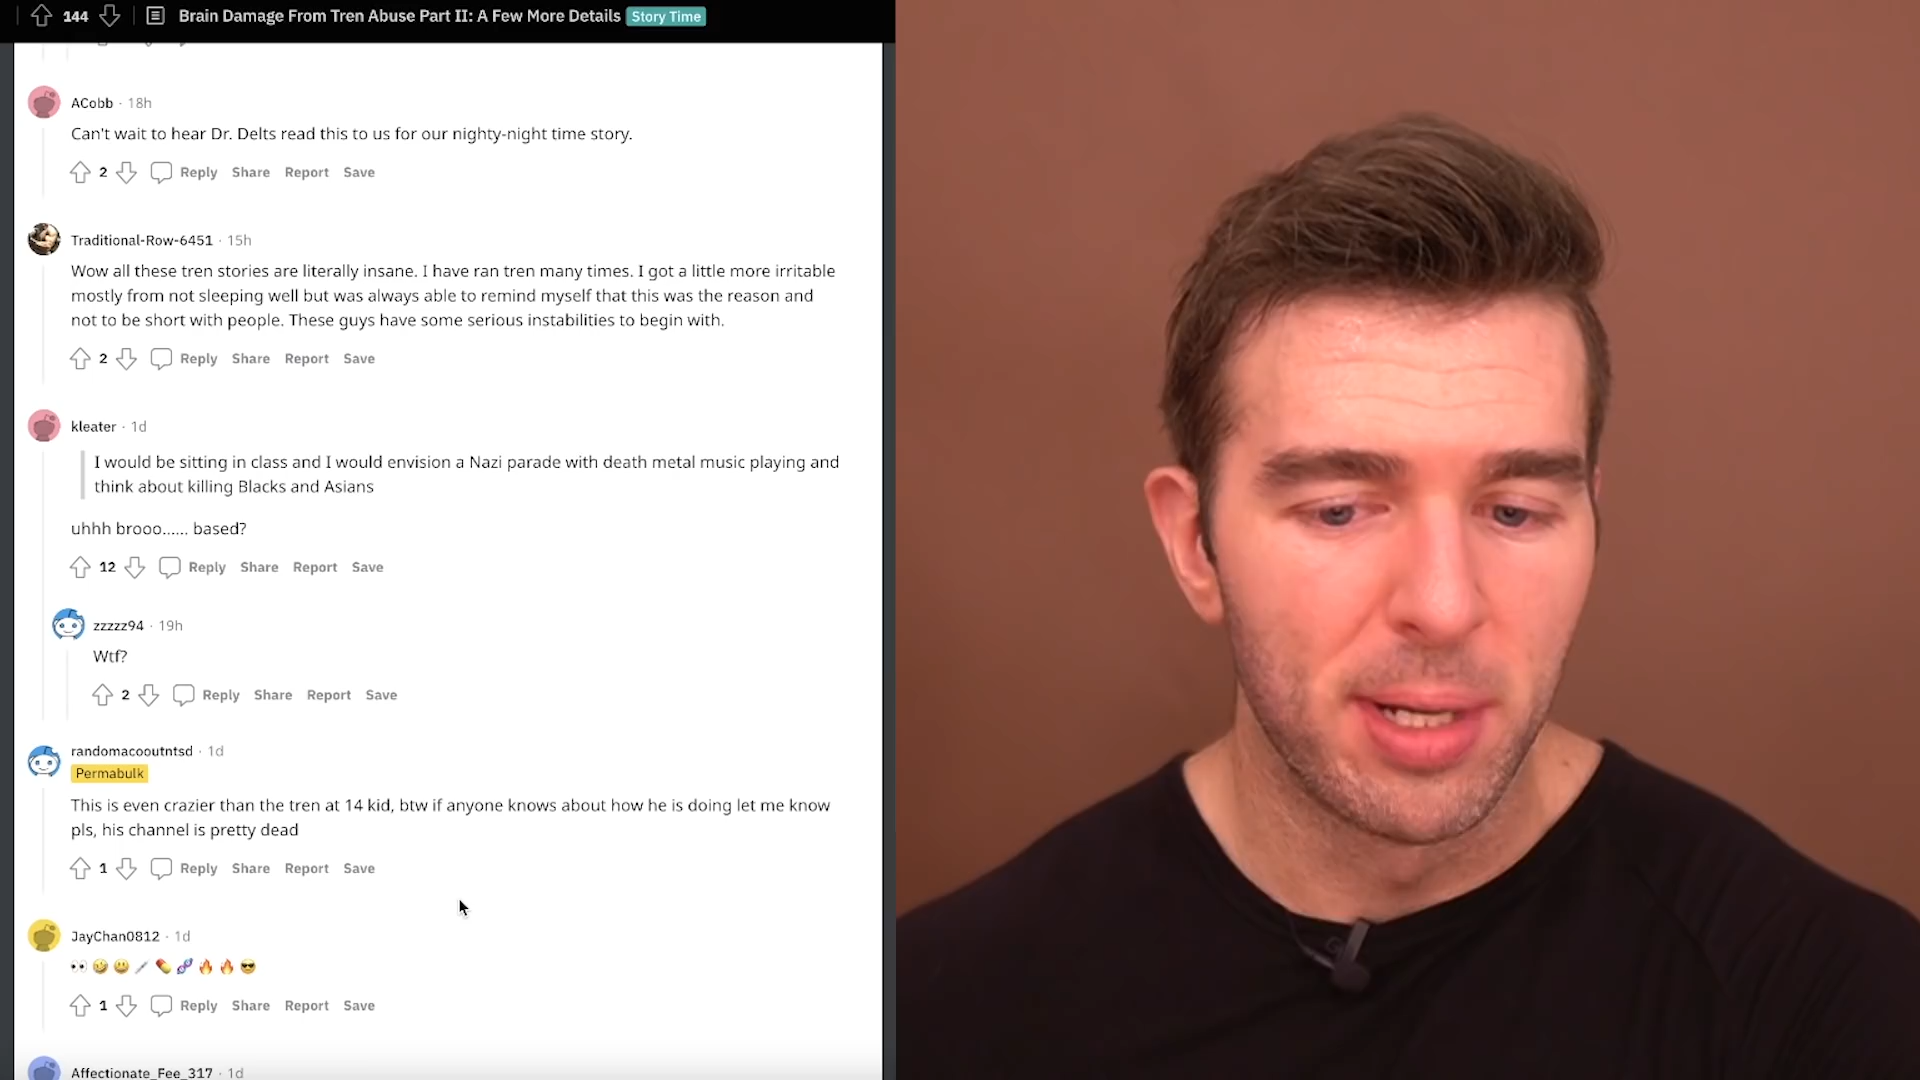 144 Brain Damage From Tren Abuse Part II: A Few More Details Story Time
ACobb · 18h
Can't wait to hear Dr. Delts read this to us for our nighty-night time story.
2 Reply Share Report Save
Traditional-Row-6451 · 15h
Wow all these tren stories are literally insane. I have ran tren many times. I got a little more irritable
mostly from not sleeping well but was always able to remind myself that this was the reason and
not to be short with people. These guys have some serious instabilities to begin with.
2 Reply Share Report Save
kleater · 1d
I would be sitting in class and I would envision a Nazi parade with death metal music playing and
think about killing Blacks and Asians
uhhh brooo...... based?
12 Reply Share Report Save
zzzzz94 · 19h
Wtf?
2 Reply Share Report Save
randomacooutntsd · 1d
Permabulk
This is even crazier than the tren at 14 kid, btw if anyone knows about how he is doing let me know
pls, his channel is pretty dead
1 Reply Share Report Save
JayChan0812 · 1d
👀🤣😃💉💊🧬🔥🔥😎
1 Reply Share Report Save
Affectionate_Fee_317 · 1d